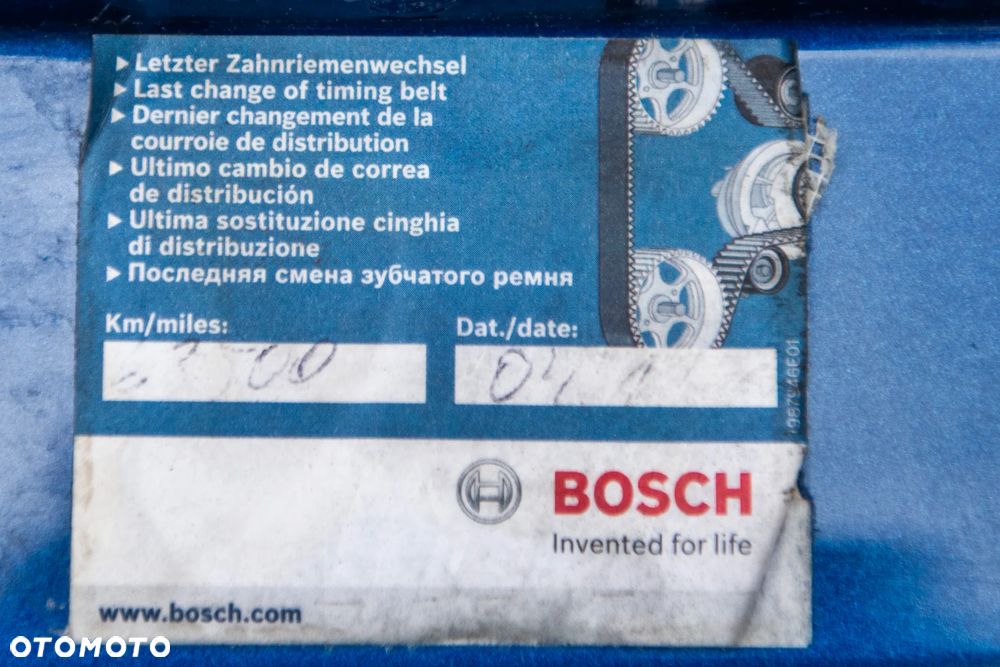 ▶ Letzter Zahnriemenwechsel
▶ Last change of timing belt
▶ Dernier changement de la
courroie de distribution
▶ Ultimo cambio de correa
de distribución
▶ Ultima sostituzione cinghia
di distribuzione
▶ Последняя смена зубчатого ремня
Km/miles:
Dat./date:
BOSCH
Invented for life
www.bosch.com
OTOMOTO